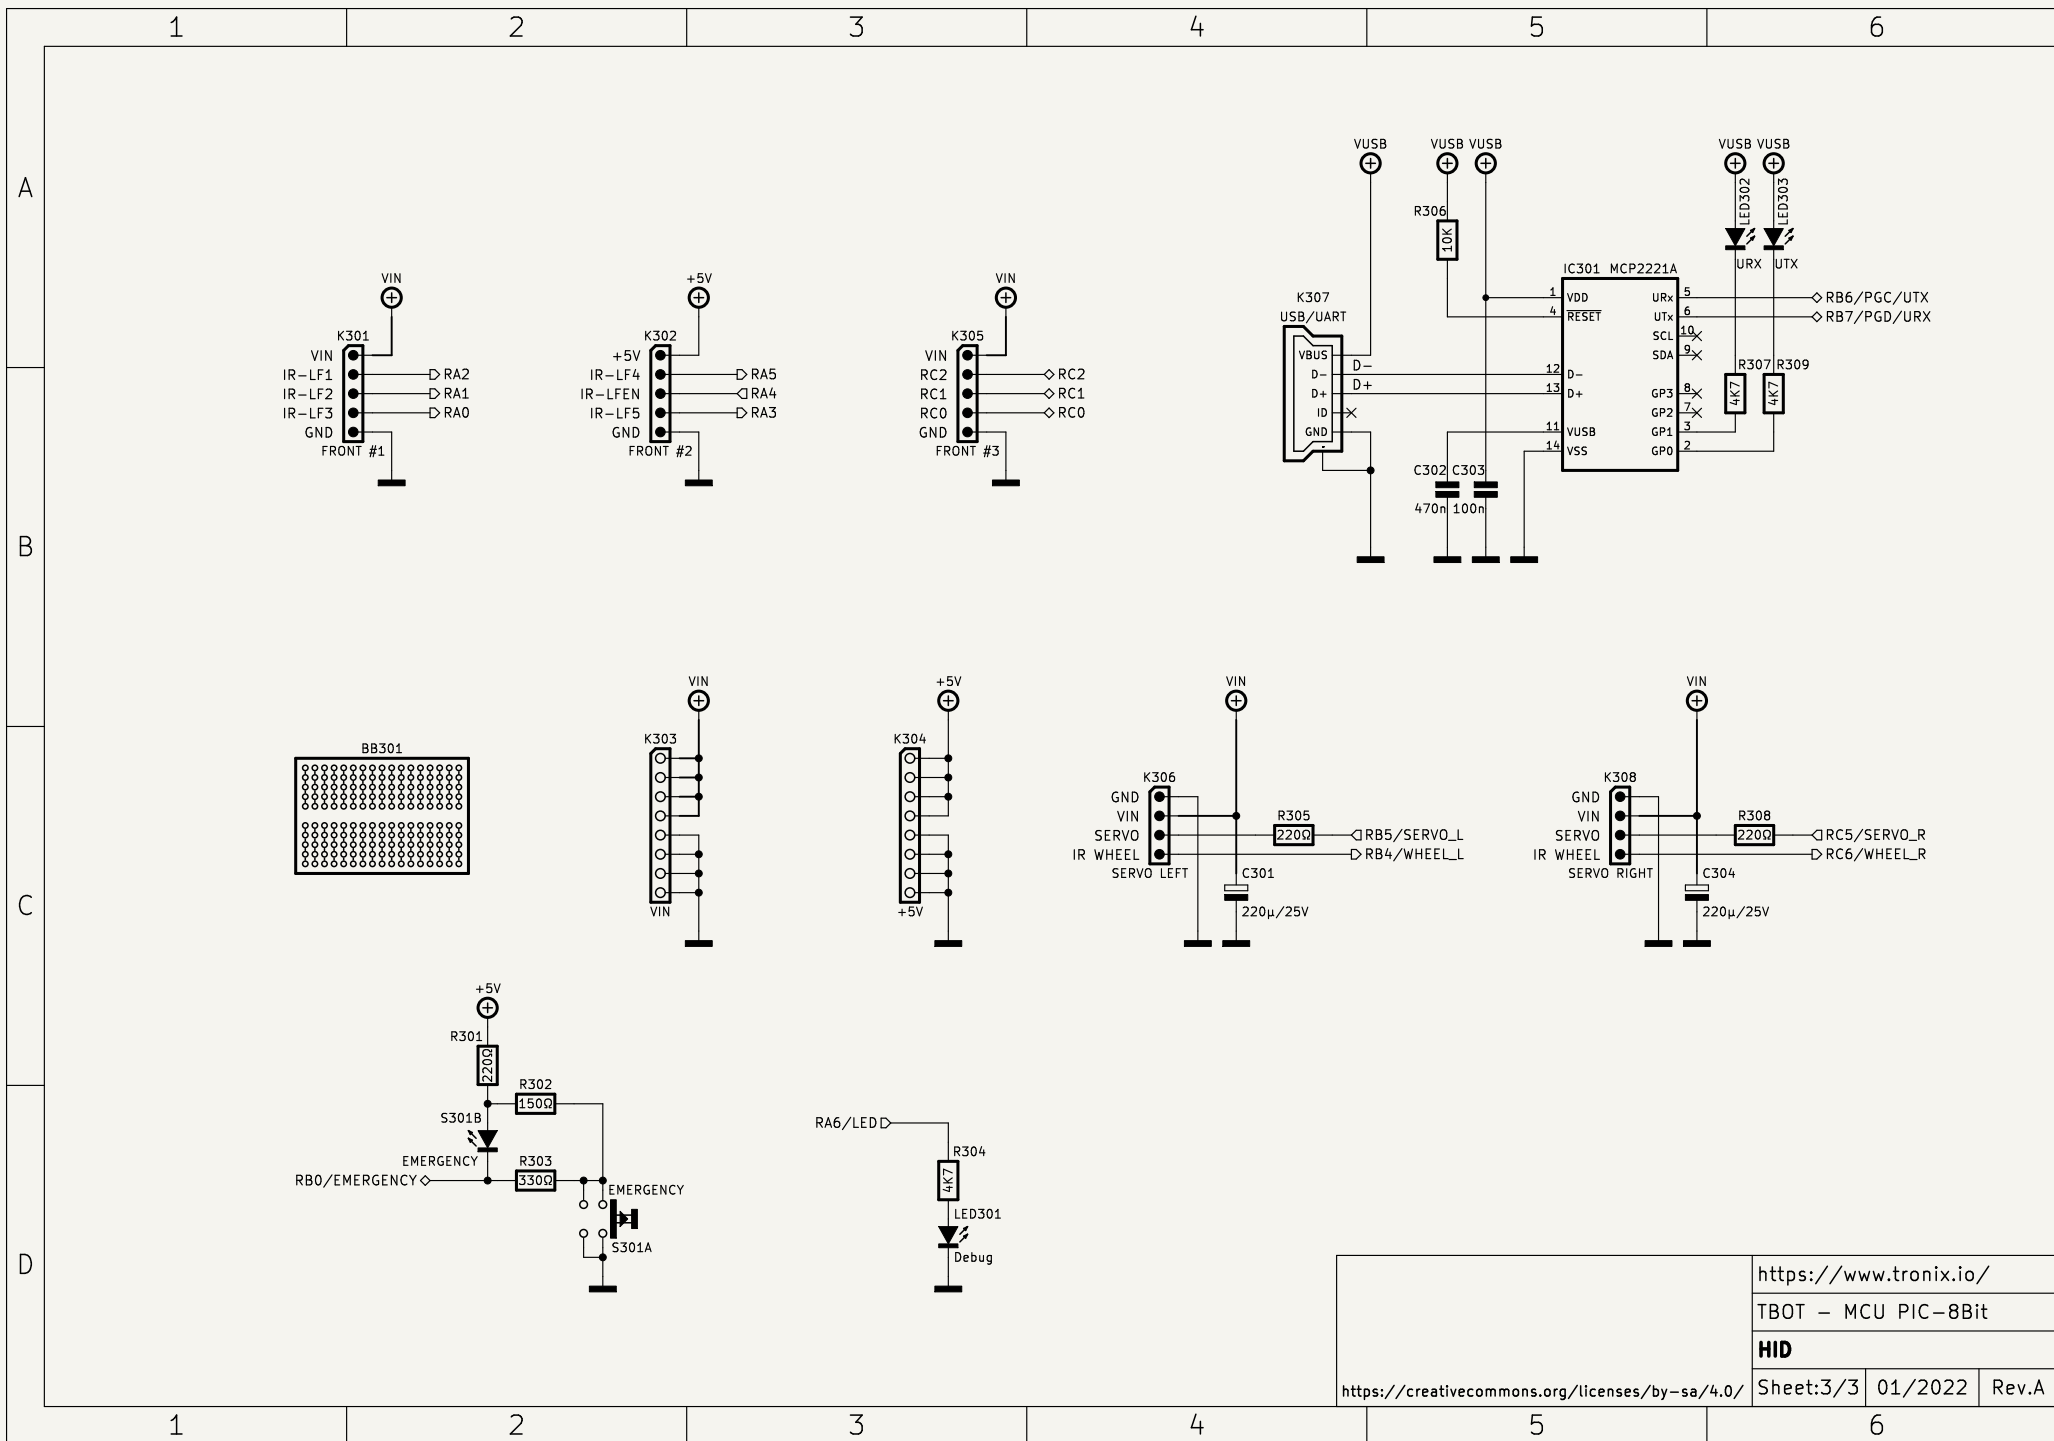 1 2 3 4 5 6
A
B
C
D
VIN
K301
VIN
IR-LF1
IR-LF2
IR-LF3
GND
FRONT #1
RA2
RA1
RA0
+5V
K302
+5V
IR-LF4
IR-LFEN
IR-LF5
GND
FRONT #2
RA5
RA4
RA3
VIN
K305
VIN
RC2
RC1
RC0
GND
FRONT #3
RC2
RC1
RC0
VUSB
VUSB VUSB
VUSB VUSB
K307
USB/UART
VBUS
D-
D+
ID
GND
D-
D+
R306
10K
IC301 MCP2221A
1 VDD
4 RESET
12 D-
13 D+
11 VUSB
14 VSS
URx 5
UTx 6
SCL 10
SDA 9
GP3 8
GP2 7
GP1 3
GP0 2
C302 C303
470n 100n
LED302
LED303
URX UTX
R307 R309
4K7 4K7
RB6/PGC/UTX
RB7/PGD/URX
BB301
VIN
K303
VIN
+5V
K304
+5V
VIN
K306
GND
VIN
SERVO
IR WHEEL
SERVO LEFT
R305
220Ω
RB5/SERVO_L
RB4/WHEEL_L
C301
220µ/25V
VIN
K308
GND
VIN
SERVO
IR WHEEL
SERVO RIGHT
R308
220Ω
RC5/SERVO_R
RC6/WHEEL_R
C304
220µ/25V
+5V
R301
220Ω
R302
150Ω
S301B
EMERGENCY
R303
330Ω
RB0/EMERGENCY
EMERGENCY
S301A
RA6/LED
R304
4K7
LED301
Debug
https://www.tronix.io/
TBOT - MCU PIC-8Bit
HID
https://creativecommons.org/licenses/by-sa/4.0/
Sheet:3/3 01/2022 Rev.A
1 2 3 4 5 6